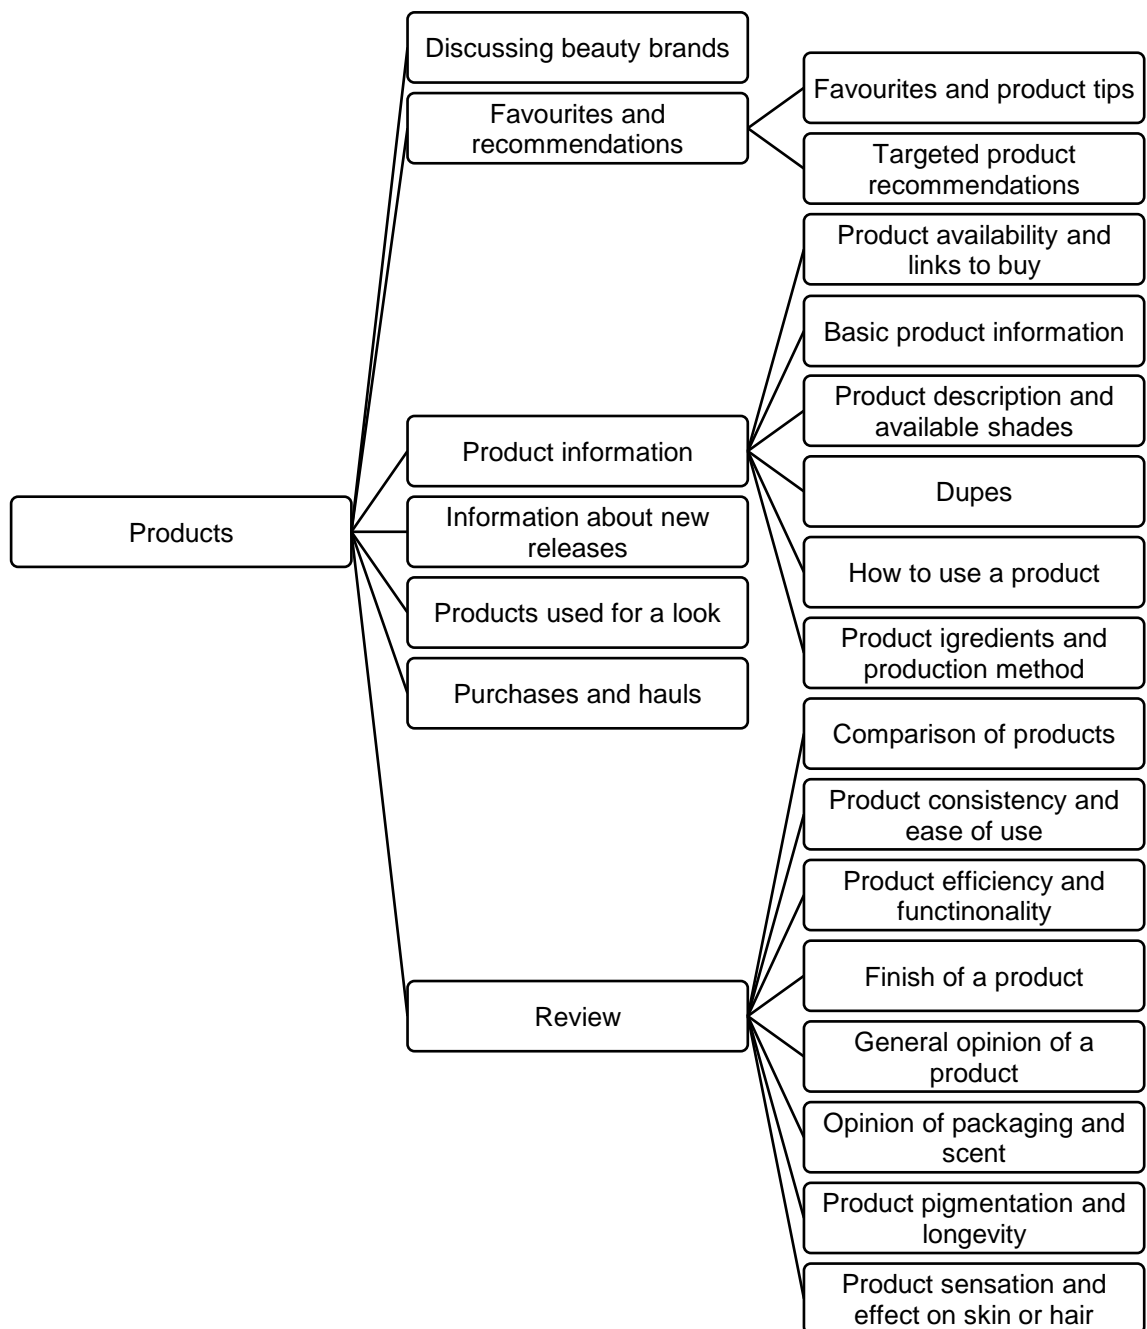 Products
Discussing beauty brands
Favourites and
recommendations
Favourites and product tips
Targeted product
recommendations
Product information
Product availability and
links to buy
Basic product information
Product description and
available shades
Dupes
How to use a product
Product igredients and
production method
Information about new
releases
Products used for a look
Purchases and hauls
Review
Comparison of products
Product consistency and
ease of use
Product efficiency and
functinonality
Finish of a product
General opinion of a
product
Opinion of packaging and
scent
Product pigmentation and
longevity
Product sensation and
effect on skin or hair